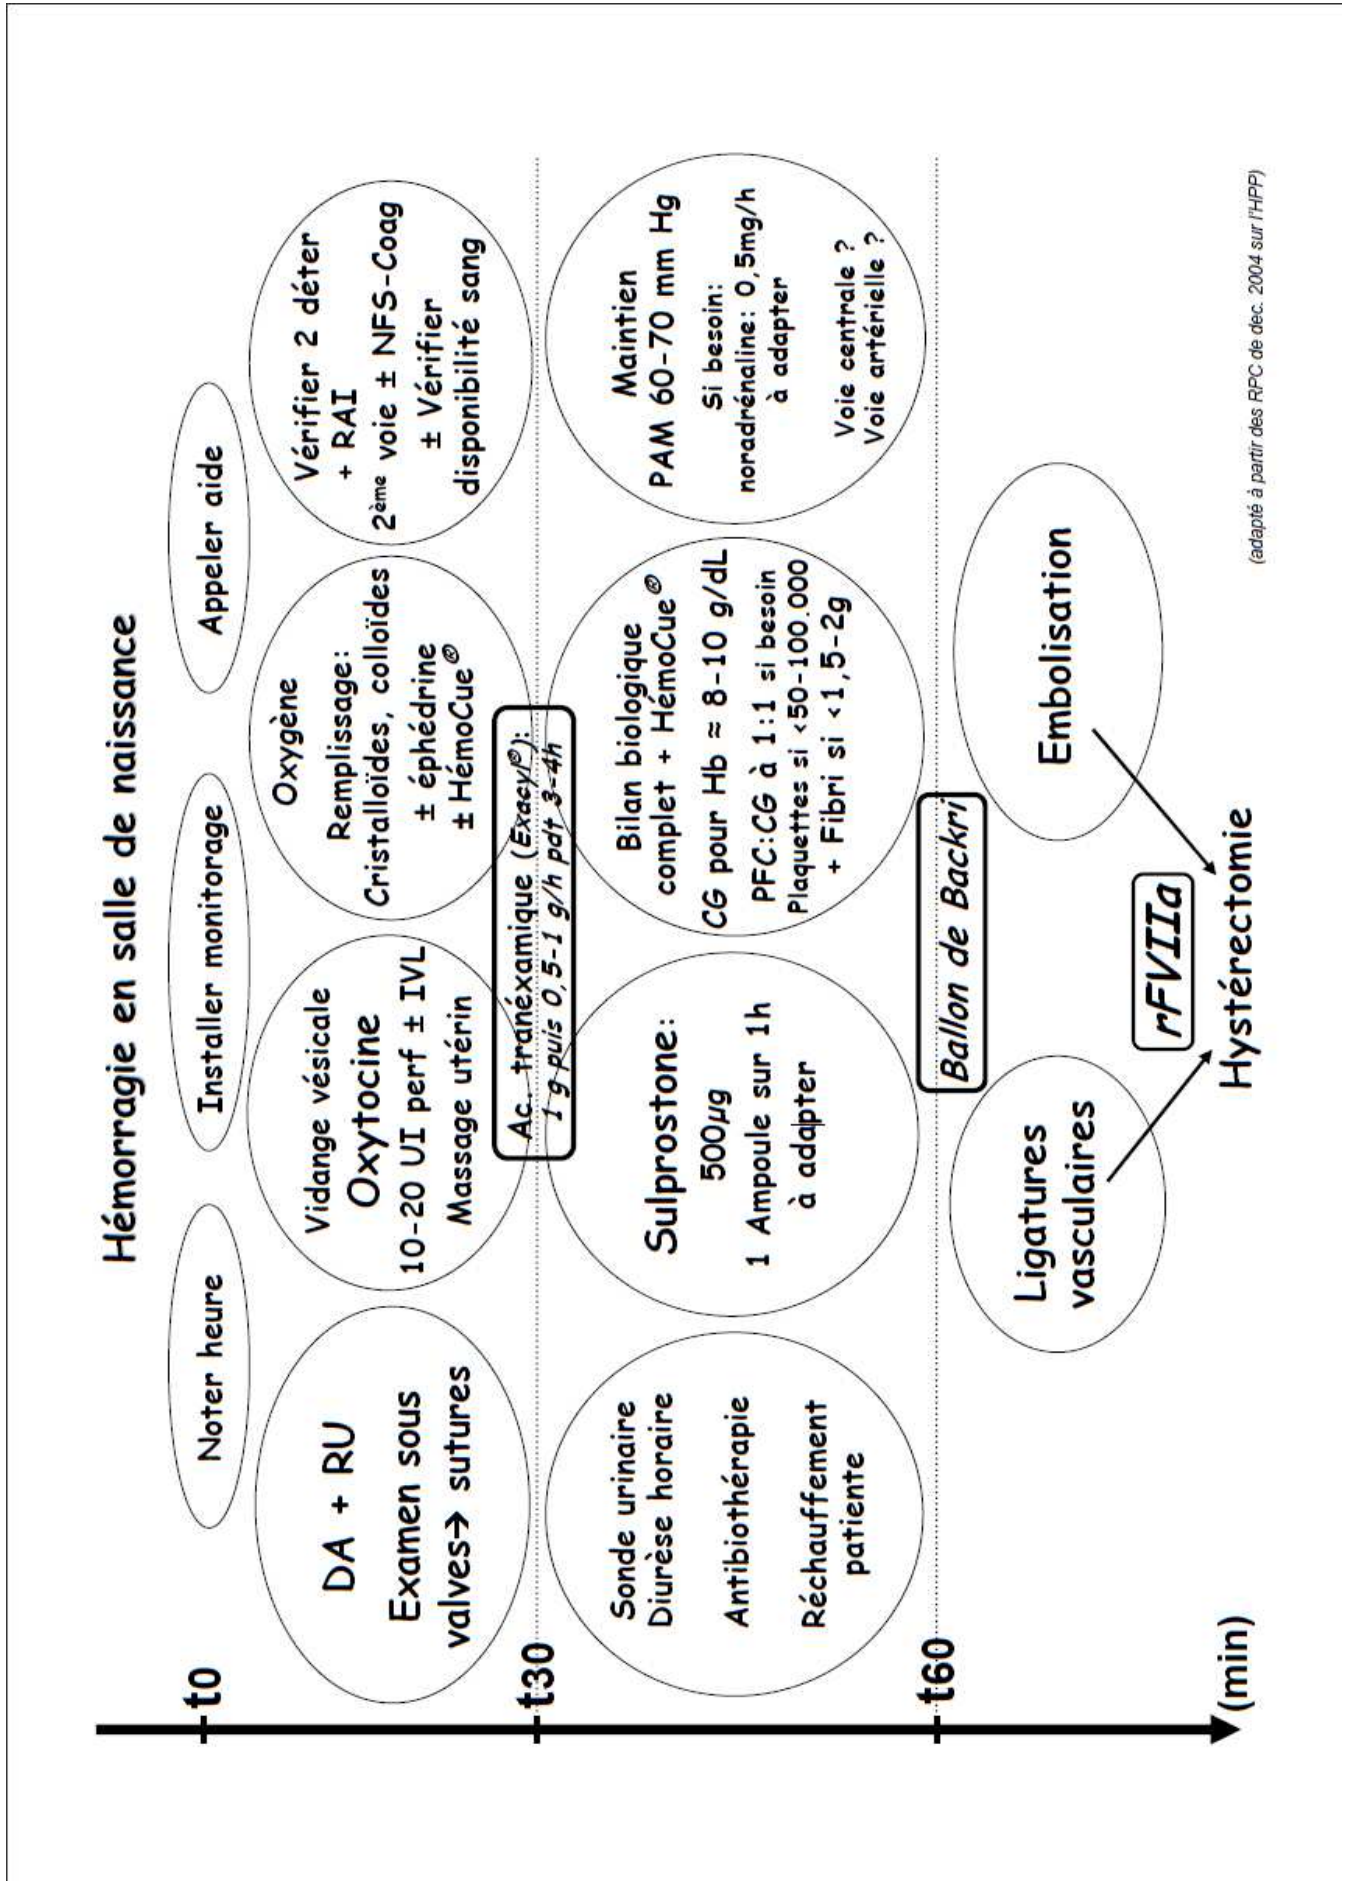 Hémorragie en salle de naissance
Noter heure
Installer monitorage
Appeler aide
t0
DA + RU
Examen sous
valves→ sutures
Vidange vésicale
Oxytocine
10-20 UI perf ± IVL
Massage utérin
Oxygène
Remplissage:
Cristalloïdes, colloïdes
± éphédrine
± HémoCue®
Vérifier 2 déter
+ RAI
2ème voie ± NFS-Coag
± Vérifier
disponibilité sang
t30
Ac. tranéxamique (Exacyl®):
1 g puis 0,5-1 g/h pdt 3-4h
Sonde urinaire
Diurèse horaire
Antibiothérapie
Réchauffement
patiente
Sulprostone:
500µg
1 Ampoule sur 1h
à adapter
Bilan biologique
complet + HémoCue®
CG pour Hb ≈ 8-10 g/dL
PFC:CG à 1:1 si besoin
Plaquettes si <50-100.000
+ Fibri si <1,5-2g
Maintien
PAM 60-70 mm Hg
Si besoin:
noradrénaline: 0,5mg/h
à adapter
Voie centrale ?
Voie artérielle ?
t60
Ballon de Backri
Ligatures
vasculaires
Embolisation
rFVIIa
Hystérectomie
(min)
(adapté à partir des RPC de dec. 2004 sur l'HPP)